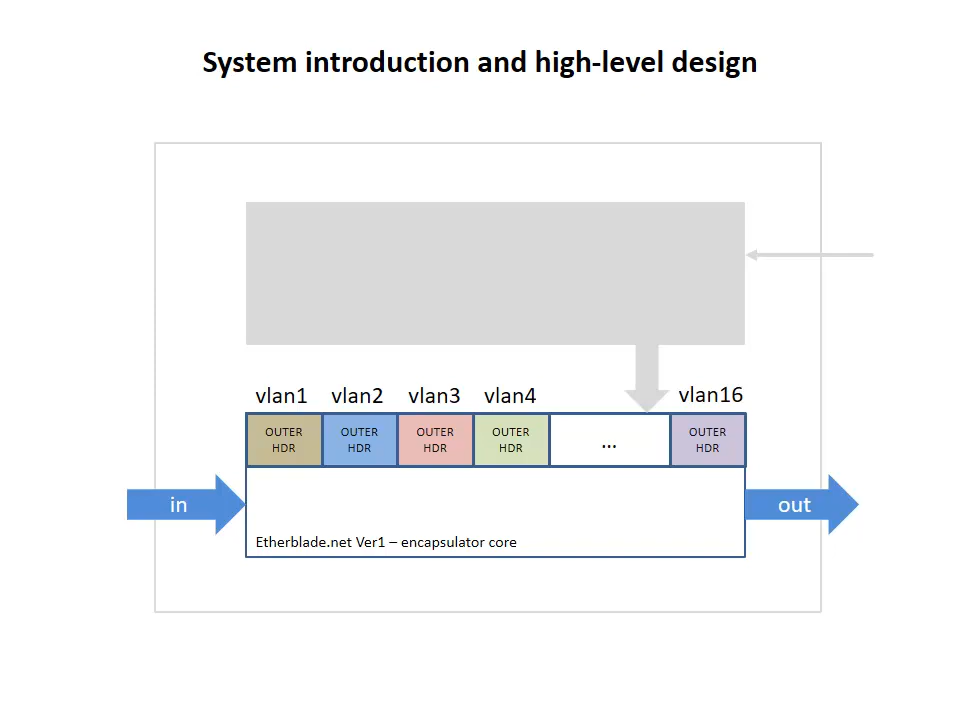 System introduction and high-level design
vlan1 vlan2 vlan3 vlan4 vlan16
OUTER OUTER OUTER OUTER OUTER
HDR HDR HDR HDR ... HDR
in
out
Etherblade.net Ver1 – encapsulator core